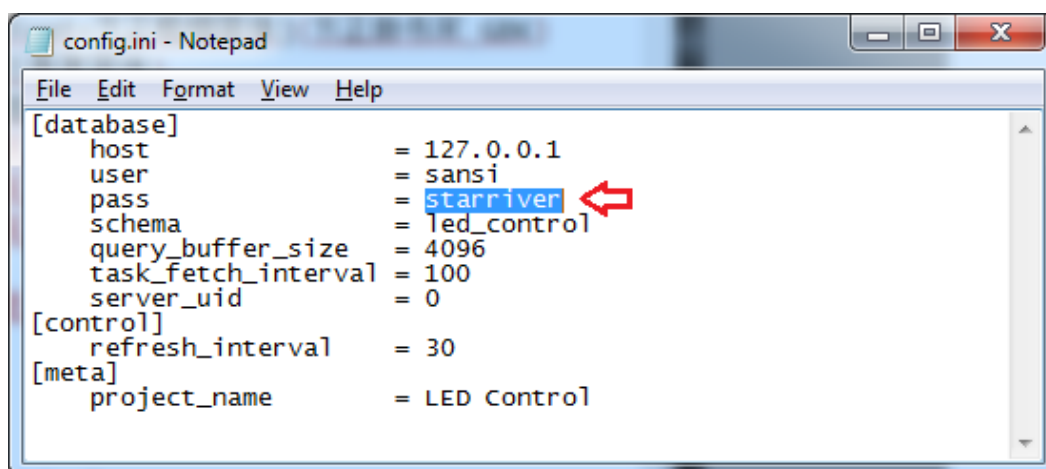 config.ini - Notepad
File Edit Format View Help
[database]
host = 127.0.0.1
user = sansi
pass = starriver
schema = led_control
query_buffer_size = 4096
task_fetch_interval = 100
server_uid = 0
[control]
refresh_interval = 30
[meta]
project_name = LED Control